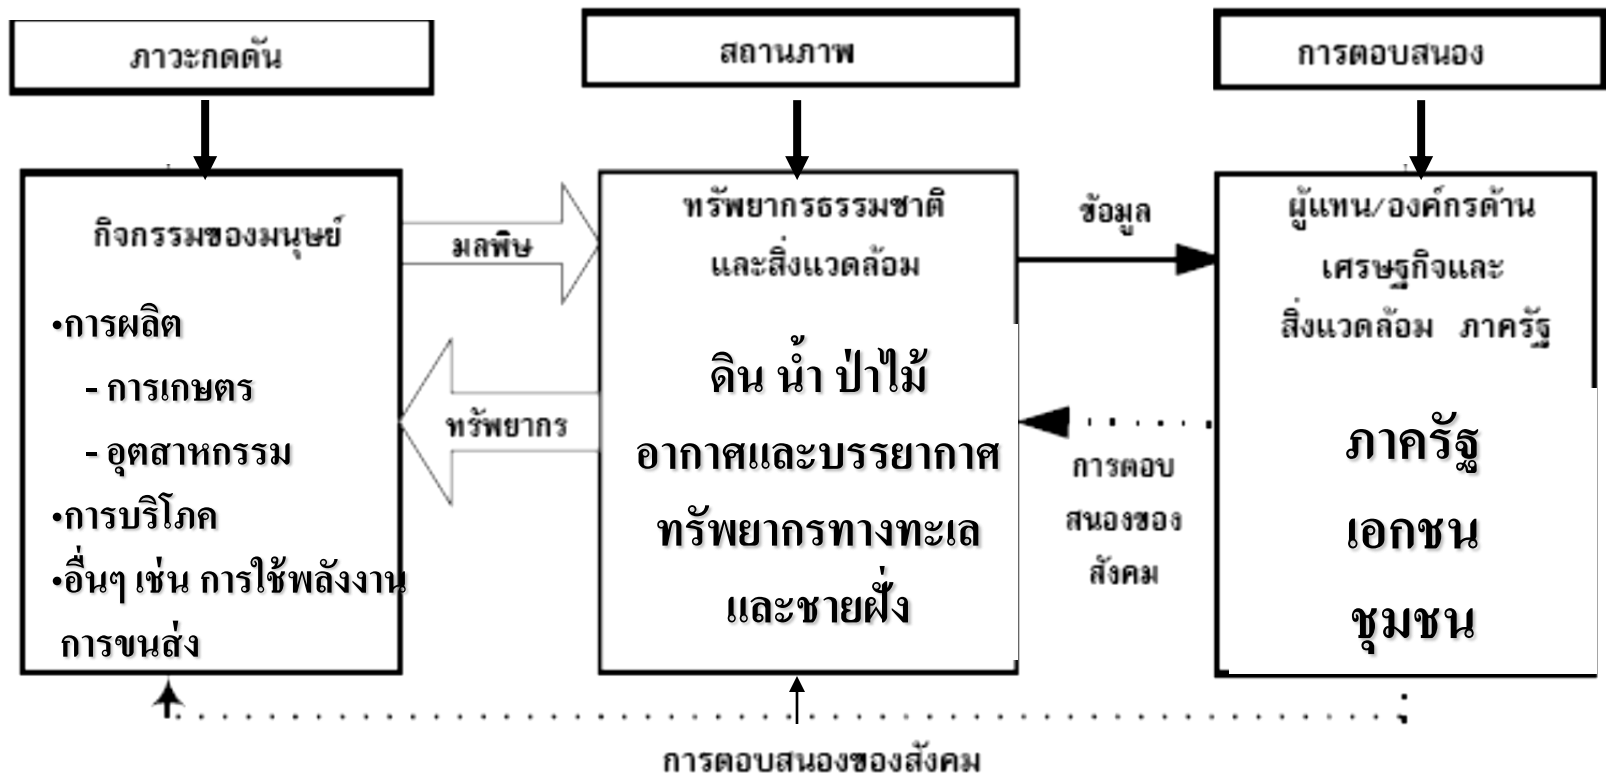 ภาวะกดดัน
สถานภาพ
การตอบสนอง
กิจกรรมของมนุษย์
•การผลิต
- การเกษตร
- อุตสาหกรรม
•การบริโภค
•อื่นๆ เช่น การใช้พลังงาน
การขนส่ง
มลพิษ
ทรัพยากร
ทรัพยากรธรรมชาติ
และสิ่งแวดล้อม
ดิน น้ำ ป่าไม้
อากาศและบรรยากาศ
ทรัพยากรทางทะเล
และชายฝั่ง
ข้อมูล
การตอบ
สนองของ
สังคม
ผู้แทน/องค์กรด้าน
เศรษฐกิจและ
สิ่งแวดล้อม ภาครัฐ
ภาครัฐ
เอกชน
ชุมชน
การตอบสนองของสังคม